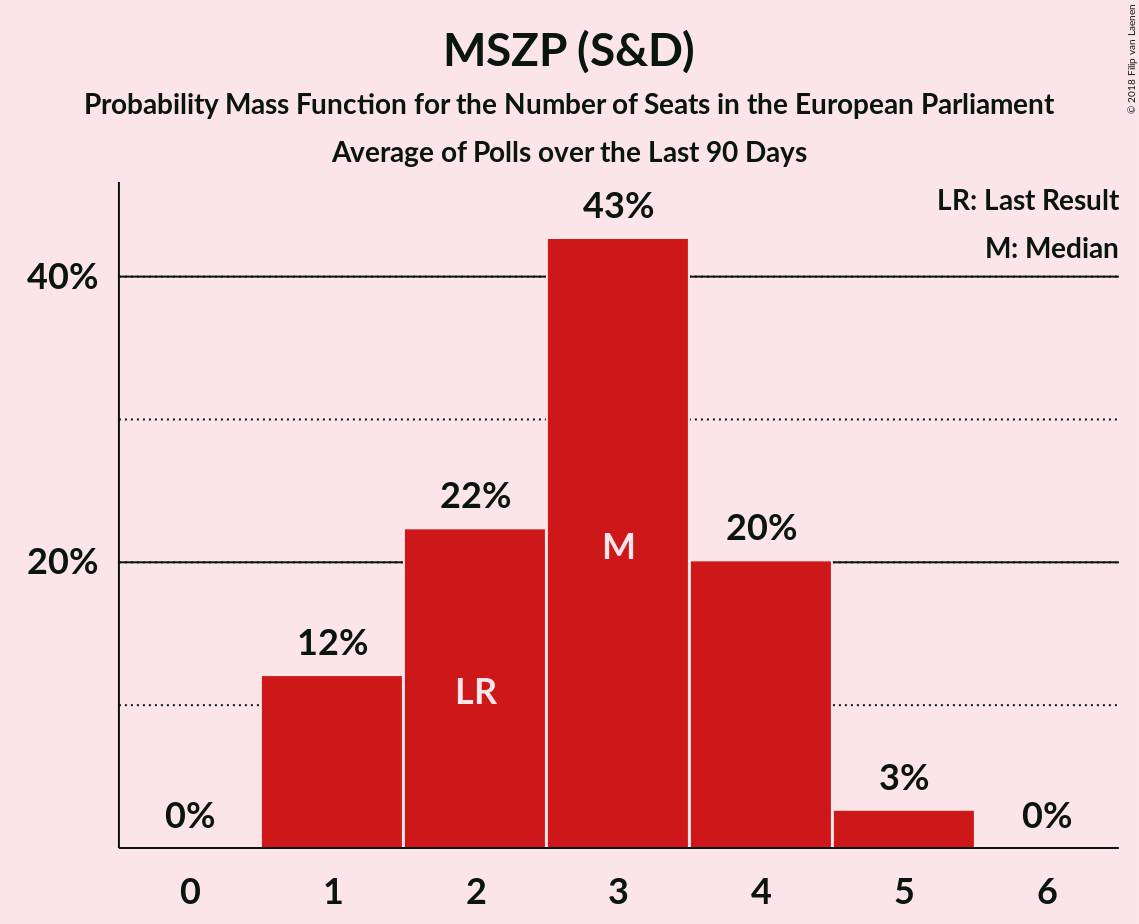 MSZP (S&D)
Probability Mass Function for the Number of Seats in the European Parliament
Average of Polls over the Last 90 Days
© 2018 Filip van Laenen
LR: Last Result
M: Median
43%
40%
22%
20%
M
20%
12%
LR
3%
0%
0%
0 1 2 3 4 5 6